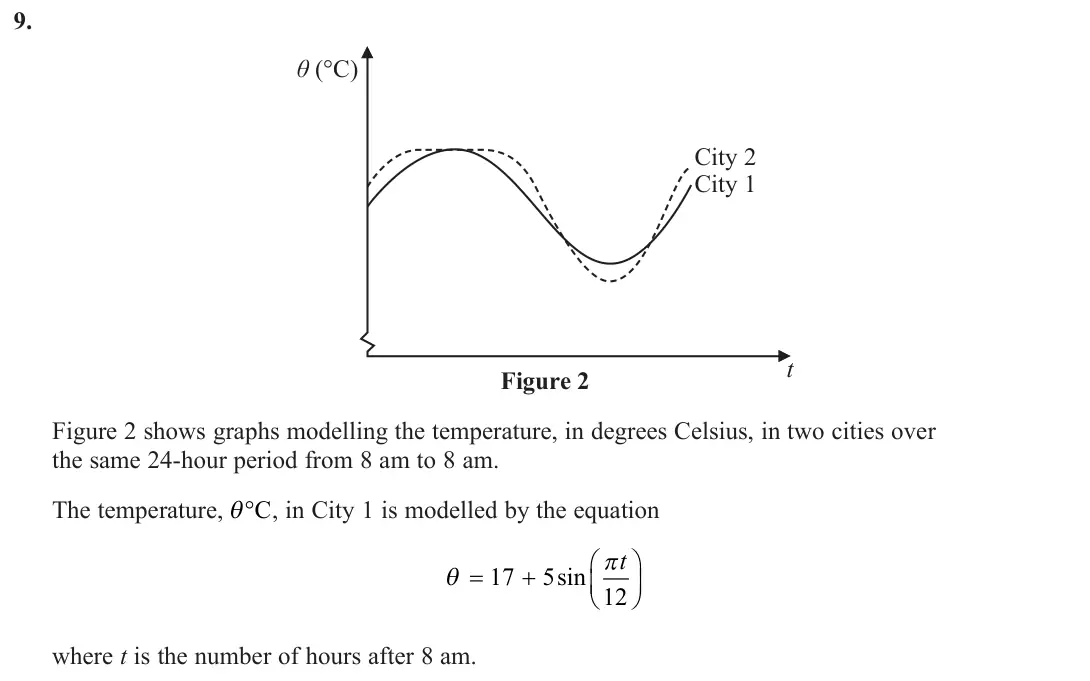 9.
θ (°C)
City 2
City 1
t
Figure 2
Figure 2 shows graphs modelling the temperature, in degrees Celsius, in two cities over
the same 24-hour period from 8 am to 8 am.
The temperature, θ°C, in City 1 is modelled by the equation
θ = 17 + 5 sin(πt/12)
where t is the number of hours after 8 am.